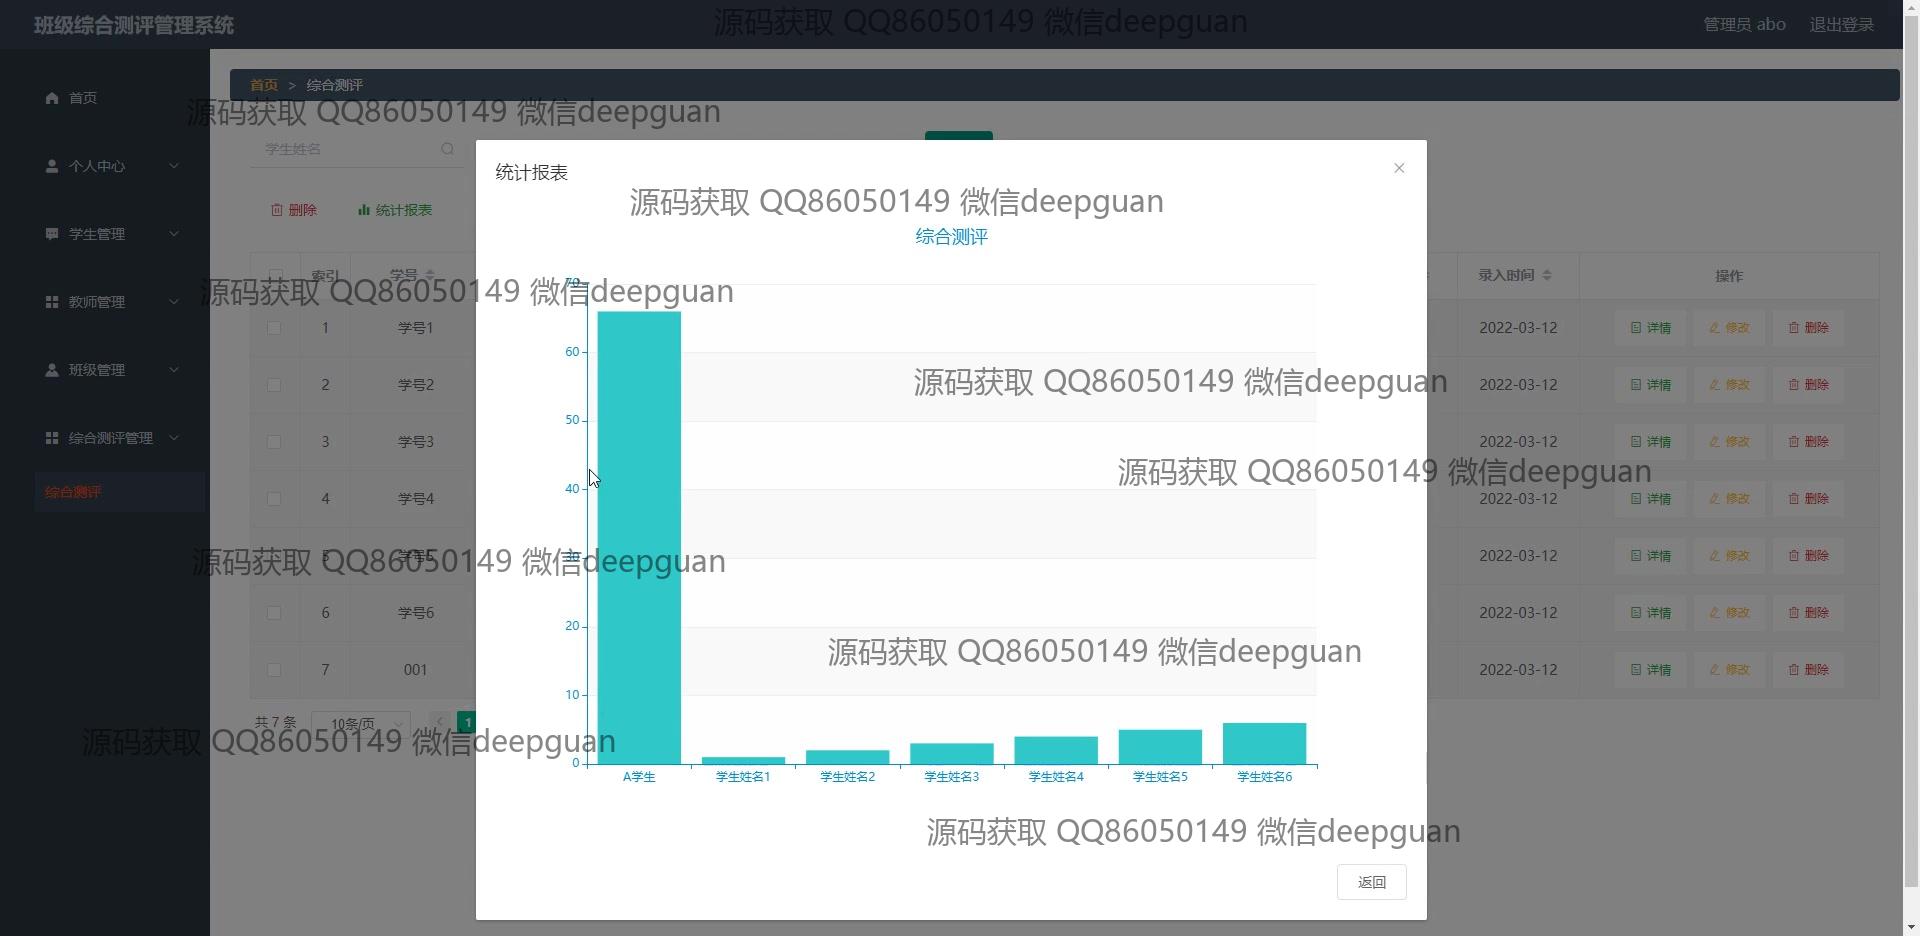 班级综合测评管理系统
源码获取 QQ86050149 微信deepguan
管理员 abo
退出登录
首页 > 综合测评
首页
源码获取 QQ86050149 微信deepguan
学生姓名
个人中心
统计报表
源码获取 QQ86050149 微信deepguan
删除
统计报表
学生管理
综合测评
索引
学号
录入时间
操作
70
源码获取 QQ86050149 微信deepguan
教师管理
1 学号1
2022-03-12 详情 修改 删除
60
班级管理
源码获取 QQ86050149 微信deepguan
2 学号2
2022-03-12 详情 修改 删除
50
综合测评管理
3 学号3
2022-03-12 详情 修改 删除
源码获取 QQ86050149 微信deepguan
综合测评
40
4 学号4
2022-03-12 详情 修改 删除
30
5 学号5
源码获取 QQ86050149 微信deepguan
2022-03-12 详情 修改 删除
6 学号6
2022-03-12 详情 修改 删除
20
源码获取 QQ86050149 微信deepguan
7 001
2022-03-12 详情 修改 删除
10
共 7 条
10条/页
1
源码获取 QQ86050149 微信deepguan
0
A学生 学生姓名1 学生姓名2 学生姓名3 学生姓名4 学生姓名5 学生姓名6
源码获取 QQ86050149 微信deepguan
返回